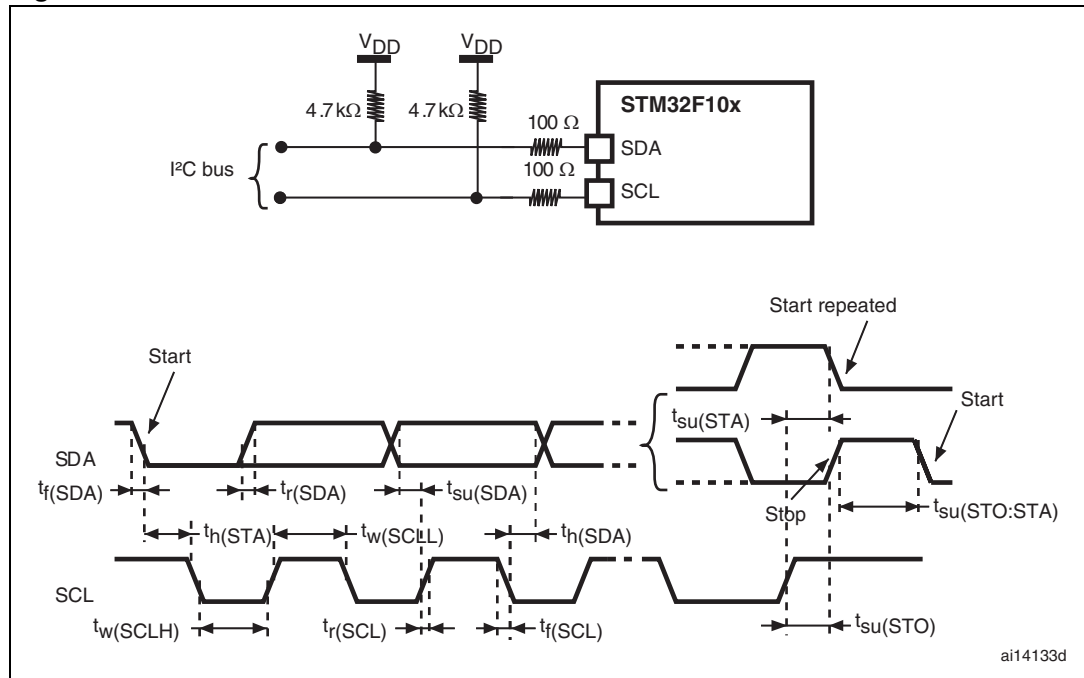 VDD VDD
4.7kΩ 4.7kΩ
STM32F10x
100 Ω
SDA
100 Ω
SCL
I²C bus
Start repeated
Start
Start
tsu(STA)
SDA
tf(SDA) tr(SDA) tsu(SDA)
Stop
tsu(STO:STA)
th(STA) tw(SCLL) th(SDA)
SCL
tw(SCLH) tr(SCL) tf(SCL) tsu(STO)
ai14133d